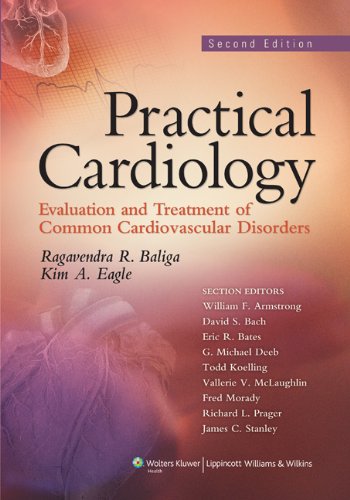 Second Edition
Practical
Cardiology
Evaluation and Treatment of
Common Cardiovascular Disorders
Ragavendra R. Baliga
Kim A. Eagle
SECTION EDITORS
William F. Armstrong
David S. Bach
Eric R. Bates
G. Michael Deeb
Todd Koelling
Vallerie V. McLaughlin
Fred Morady
Richard L. Prager
James C. Stanley
Wolters Kluwer | Lippincott Williams & Wilkins
Health